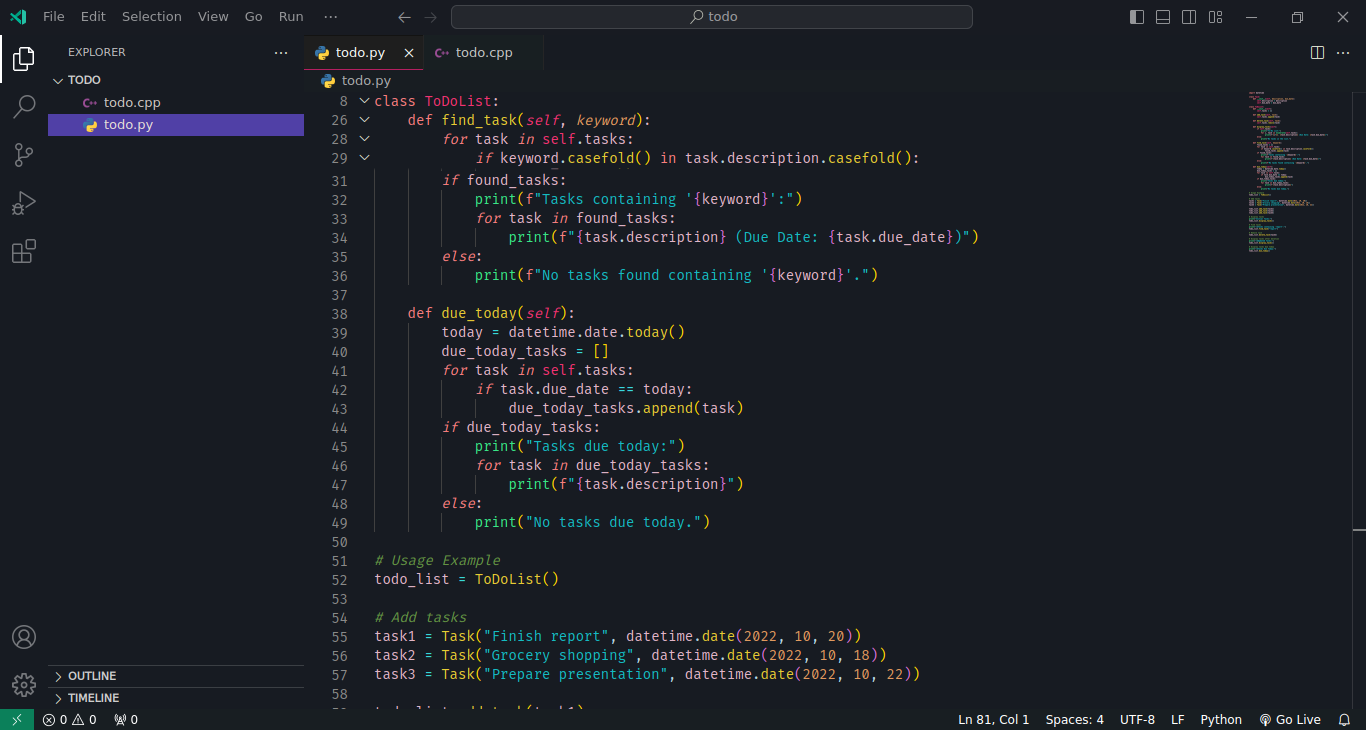 File Edit Selection View Go Run ··· todo
EXPLORER ···
TODO
todo.cpp
todo.py
OUTLINE
TIMELINE
todo.py todo.cpp ···
todo.py
8 class ToDoList:
26 def find_task(self, keyword):
28 for task in self.tasks:
29 if keyword.casefold() in task.description.casefold():
31 if found_tasks:
32 print(f"Tasks containing '{keyword}':")
33 for task in found_tasks:
34 print(f"{task.description} (Due Date: {task.due_date})")
35 else:
36 print(f"No tasks found containing '{keyword}'.")
37
38 def due_today(self):
39 today = datetime.date.today()
40 due_today_tasks = []
41 for task in self.tasks:
42 if task.due_date == today:
43 due_today_tasks.append(task)
44 if due_today_tasks:
45 print("Tasks due today:")
46 for task in due_today_tasks:
47 print(f"{task.description}")
48 else:
49 print("No tasks due today.")
50
51 # Usage Example
52 todo_list = ToDoList()
53
54 # Add tasks
55 task1 = Task("Finish report", datetime.date(2022, 10, 20))
56 task2 = Task("Grocery shopping", datetime.date(2022, 10, 18))
57 task3 = Task("Prepare presentation", datetime.date(2022, 10, 22))
58
0 0 0 Ln 81, Col 1 Spaces: 4 UTF-8 LF Python Go Live